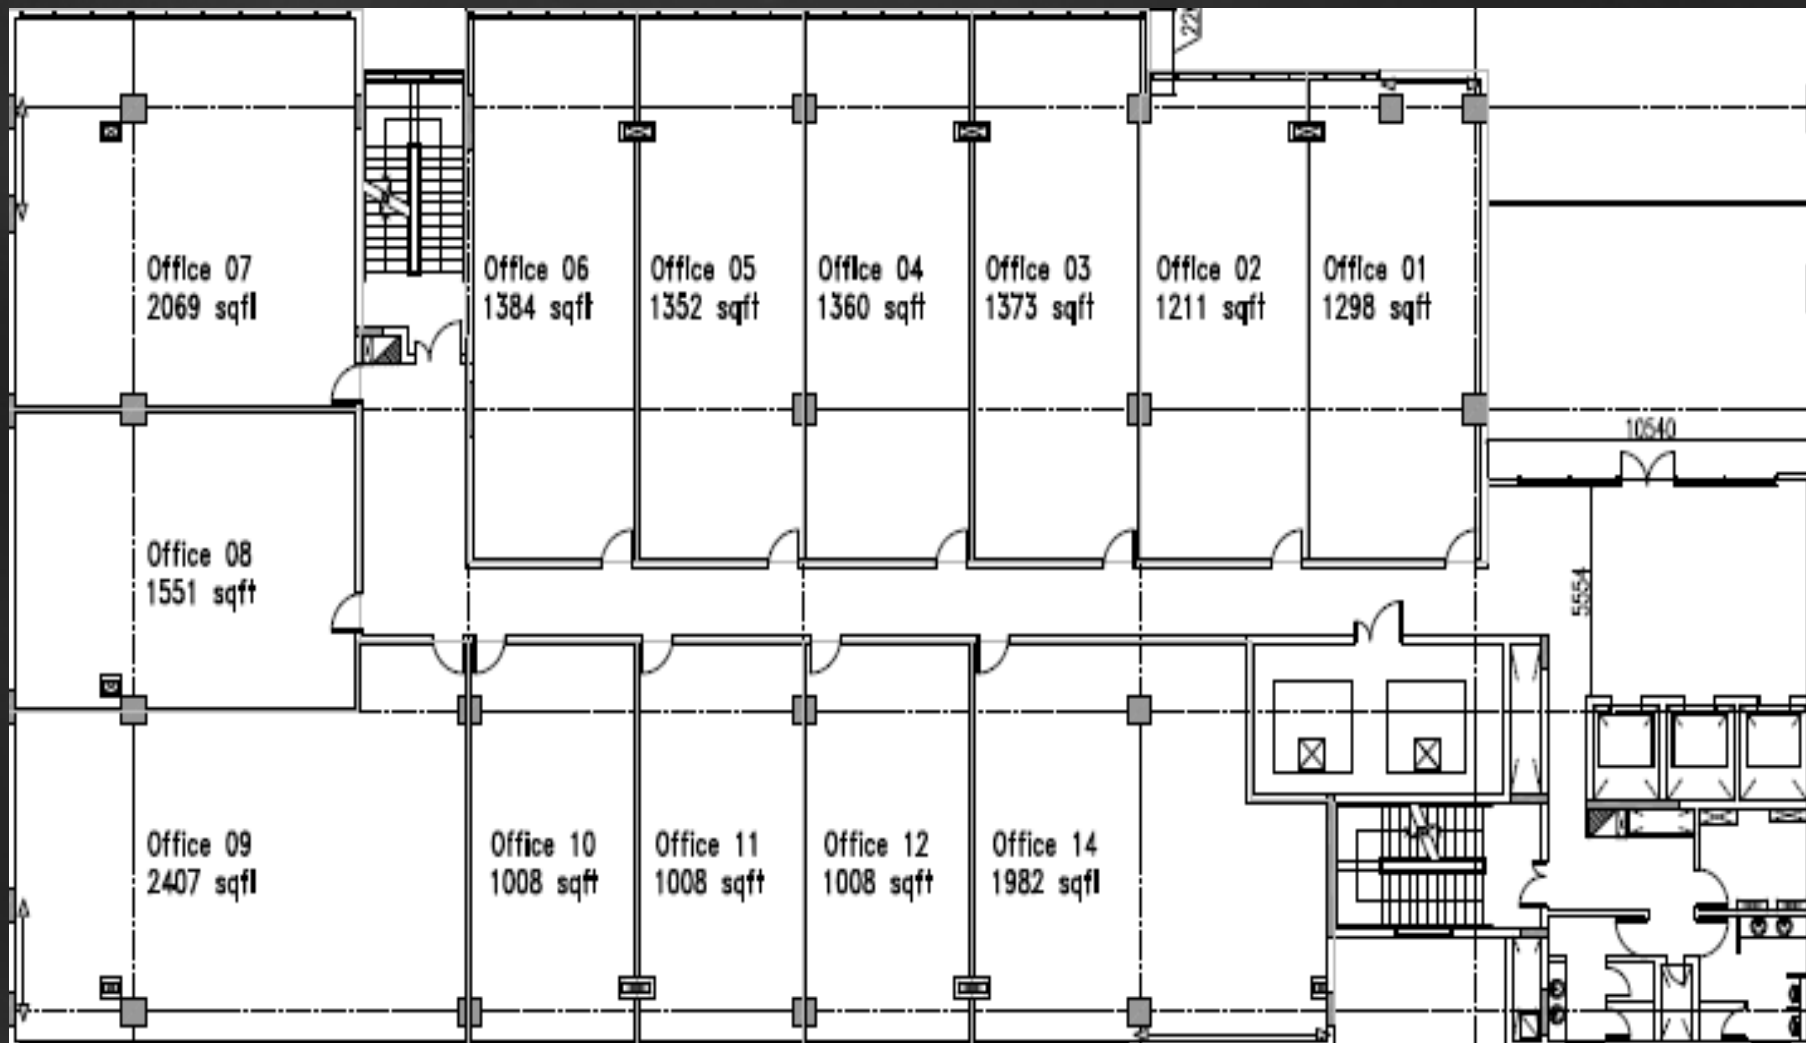 Office 07
2069 sqft
Office 06
1384 sqft
Office 05
1352 sqft
Office 04
1360 sqft
Office 03
1373 sqft
Office 02
1211 sqft
Office 01
1298 sqft
10540
Office 08
1551 sqft
5554
Office 09
2407 sqft
Office 10
1008 sqft
Office 11
1008 sqft
Office 12
1008 sqft
Office 14
1982 sqft